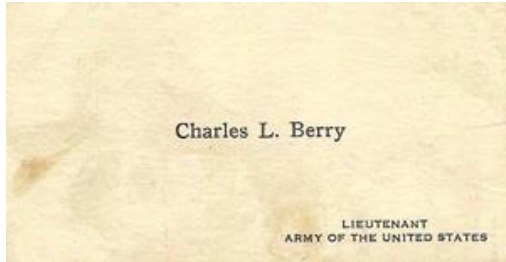 Charles L. Berry
LIEUTENANT
ARMY OF THE UNITED STATES